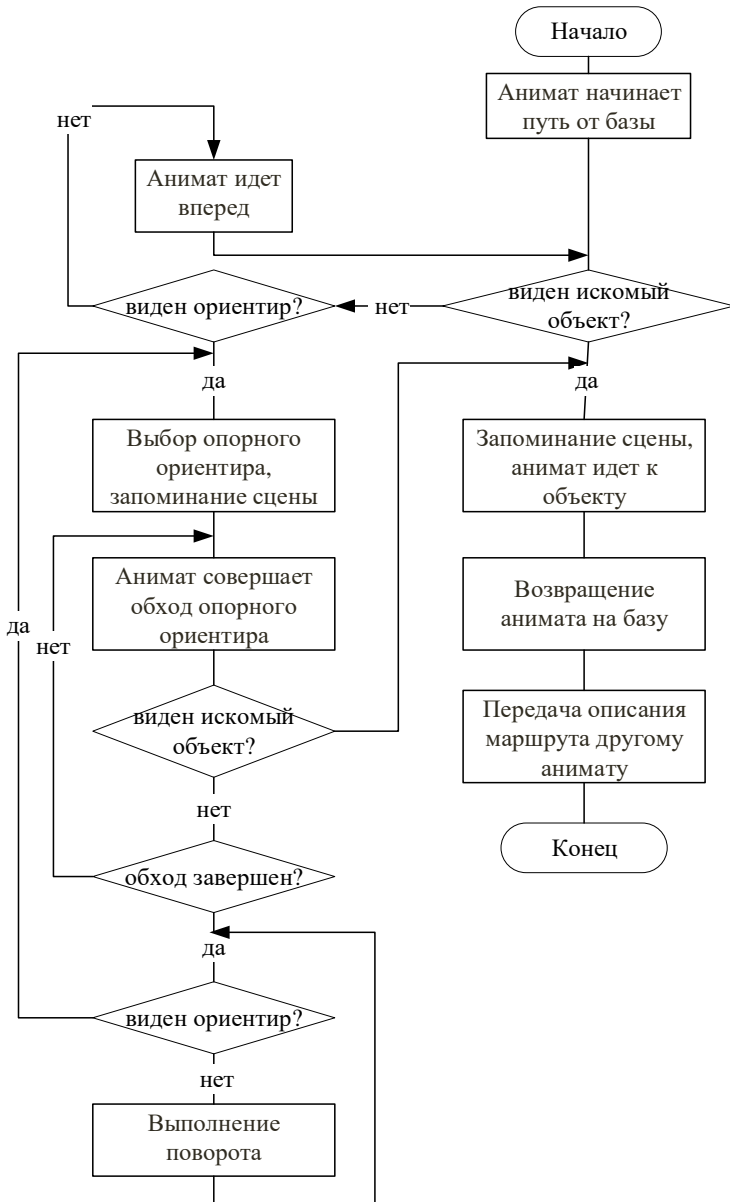 Начало
Анимат начинает
путь от базы
нет
Анимат идет
вперед
виден ориентир?
нет
виден искомый
объект?
да
да
Выбор опорного
ориентира,
запоминание сцены
Запоминание сцены,
анимат идет к
объекту
Анимат совершает
обход опорного
ориентира
Возвращение
анимата на базу
да
нет
виден искомый
объект?
Передача описания
маршрута другому
анимату
нет
Конец
обход завершен?
да
виден ориентир?
нет
Выполнение
поворота